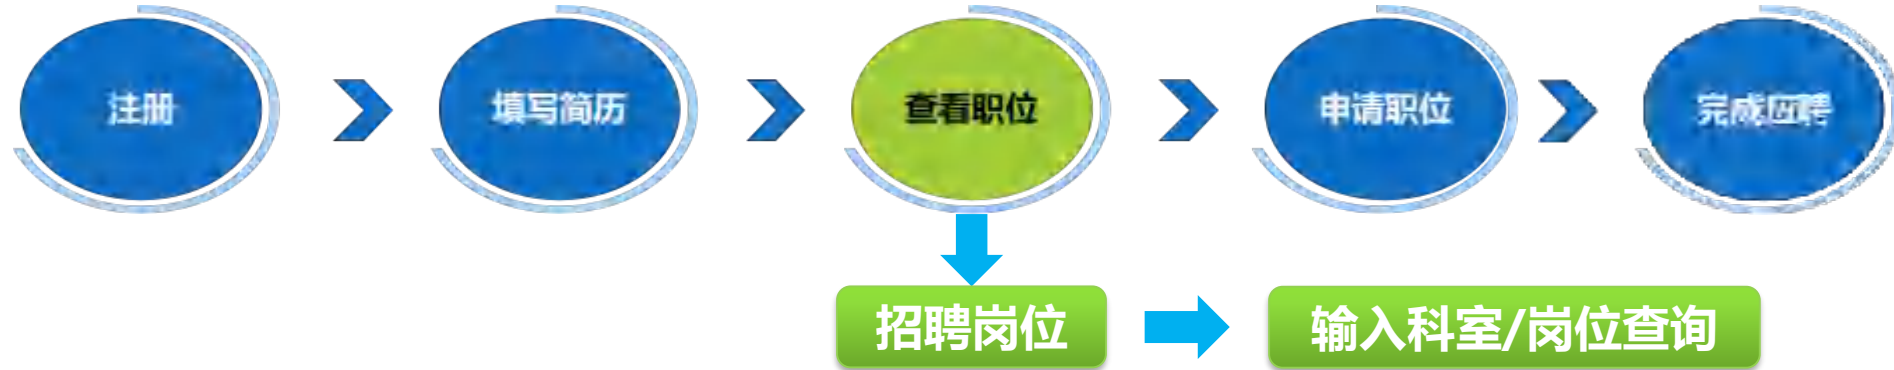 注册
填写简历
查看职位
申请职位
完成应聘
招聘岗位
输入科室/岗位查询